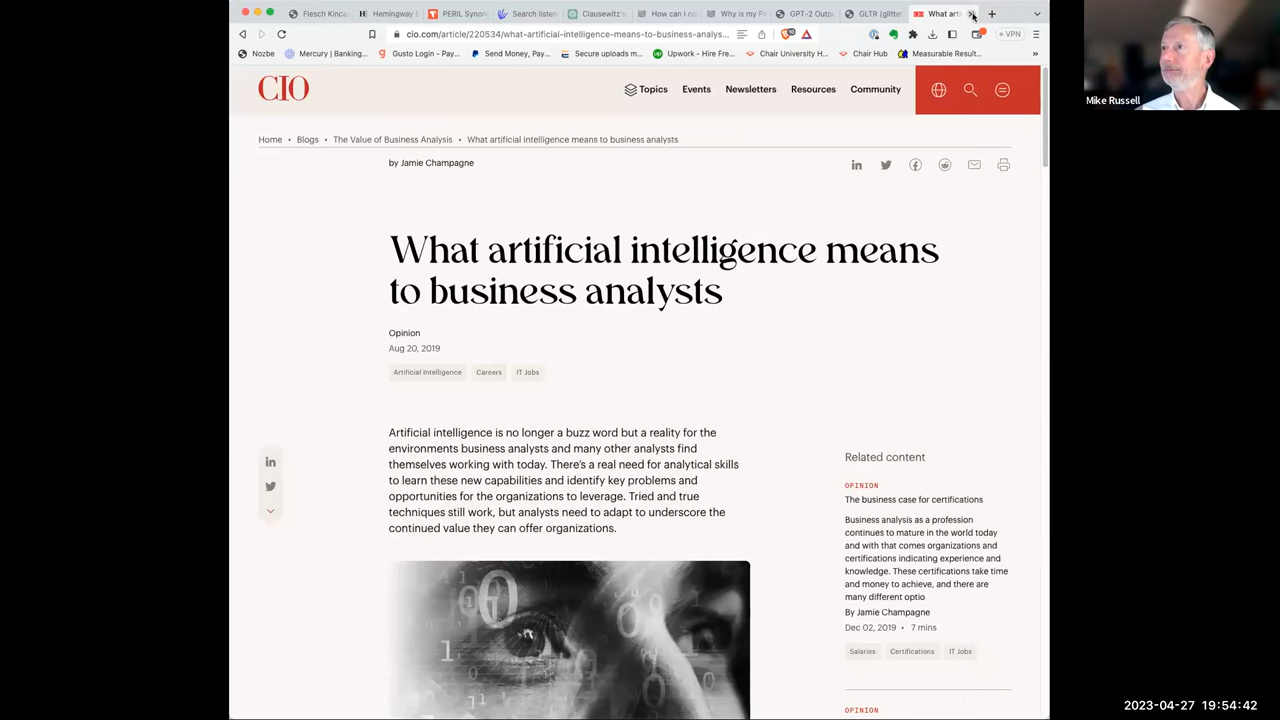 Flesch Kinca
Hemingway E
PERIL Synon
Search listen
Clausewitz's
How can I co
Why is my Ph
GPT-2 Outpu
GLTR (glitter
What arti
cio.com/article/220534/what-artificial-intelligence-means-to-business-analys...
VPN
Nozbe
Mercury | Banking...
Gusto Login - Pay...
Send Money, Pay...
Secure uploads m...
Upwork - Hire Fre...
Chair University H...
Chair Hub
Measurable Result...
CIO
Topics
Events
Newsletters
Resources
Community
Home • Blogs • The Value of Business Analysis • What artificial intelligence means to business analysts
by Jamie Champagne
What artificial intelligence means
to business analysts
Opinion
Aug 20, 2019
Artificial Intelligence
Careers
IT Jobs
Artificial intelligence is no longer a buzz word but a reality for the
environments business analysts and many other analysts find
themselves working with today. There's a real need for analytical skills
to learn these new capabilities and identify key problems and
opportunities for the organizations to leverage. Tried and true
techniques still work, but analysts need to adapt to underscore the
continued value they can offer organizations.
Related content
OPINION
The business case for certifications
Business analysis as a profession
continues to mature in the world today
and with that comes organizations and
certifications indicating experience and
knowledge. These certifications take time
and money to achieve, and there are
many different optio
By Jamie Champagne
Dec 02, 2019 • 7 mins
Salaries
Certifications
IT Jobs
OPINION
Mike Russell
2023-04-27 19:54:42